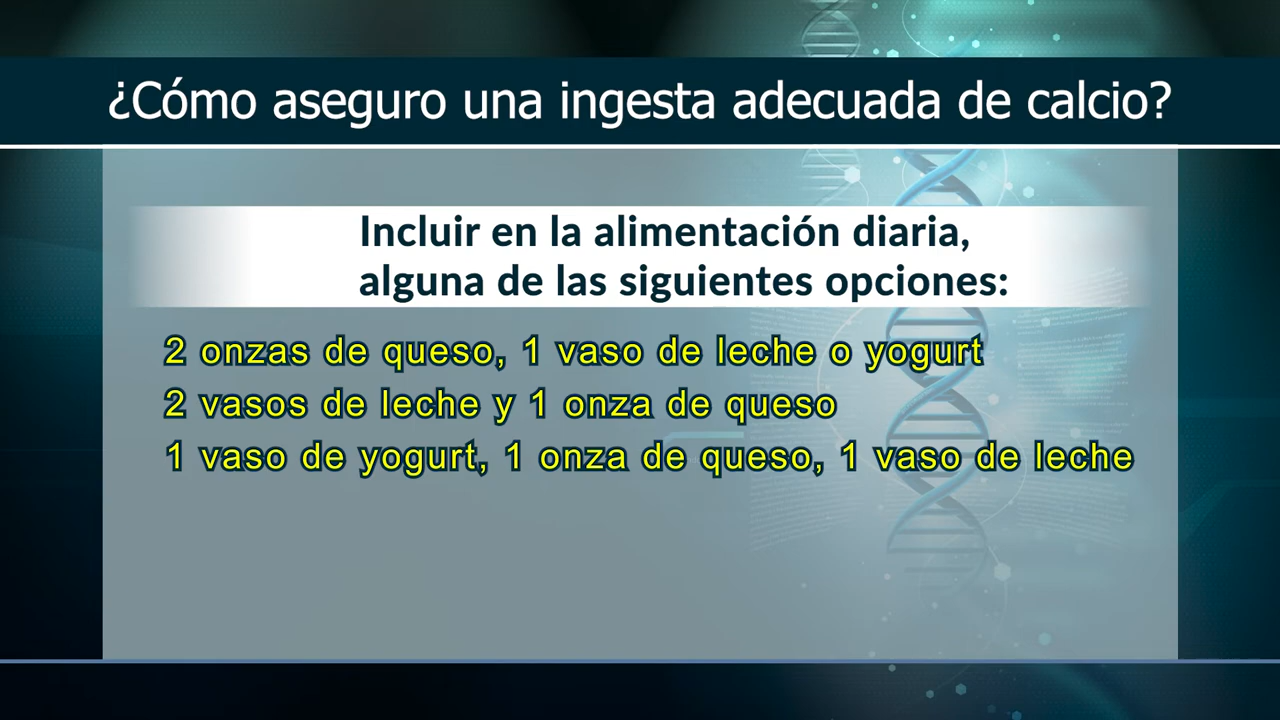 ¿Cómo aseguro una ingesta adecuada de calcio?
Incluir en la alimentación diaria,
alguna de las siguientes opciones:
2 onzas de queso, 1 vaso de leche o yogurt
2 vasos de leche y 1 onza de queso
1 vaso de yogurt, 1 onza de queso, 1 vaso de leche